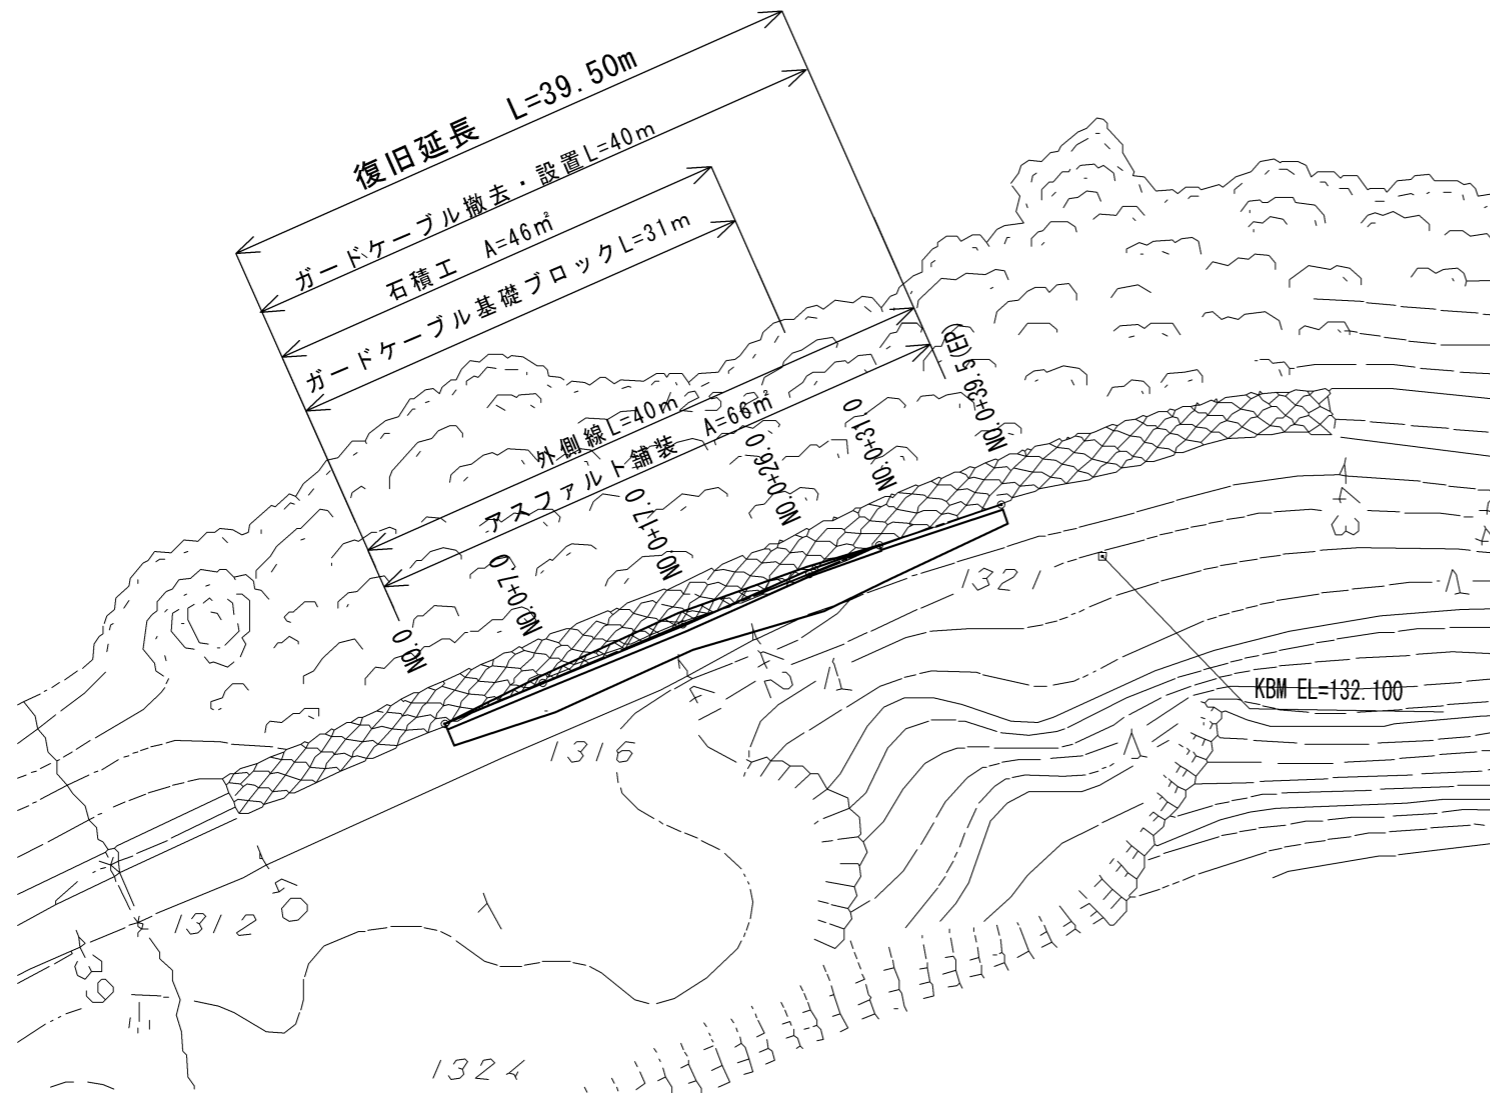 復旧延長 L=39.50m
ガードケーブル撤去・設置L=40m
石積工 A=46㎡
ガードケーブル基礎ブロックL=31m
外側線L=40m
アスファルト舗装 A=66㎡
NO.0
NO.0+7.0
NO.0+17.0
NO.0+26.0
NO.0+31.0
NO.0+39.5(EP)
1321
KBM EL=132.100
1316
1312
1324